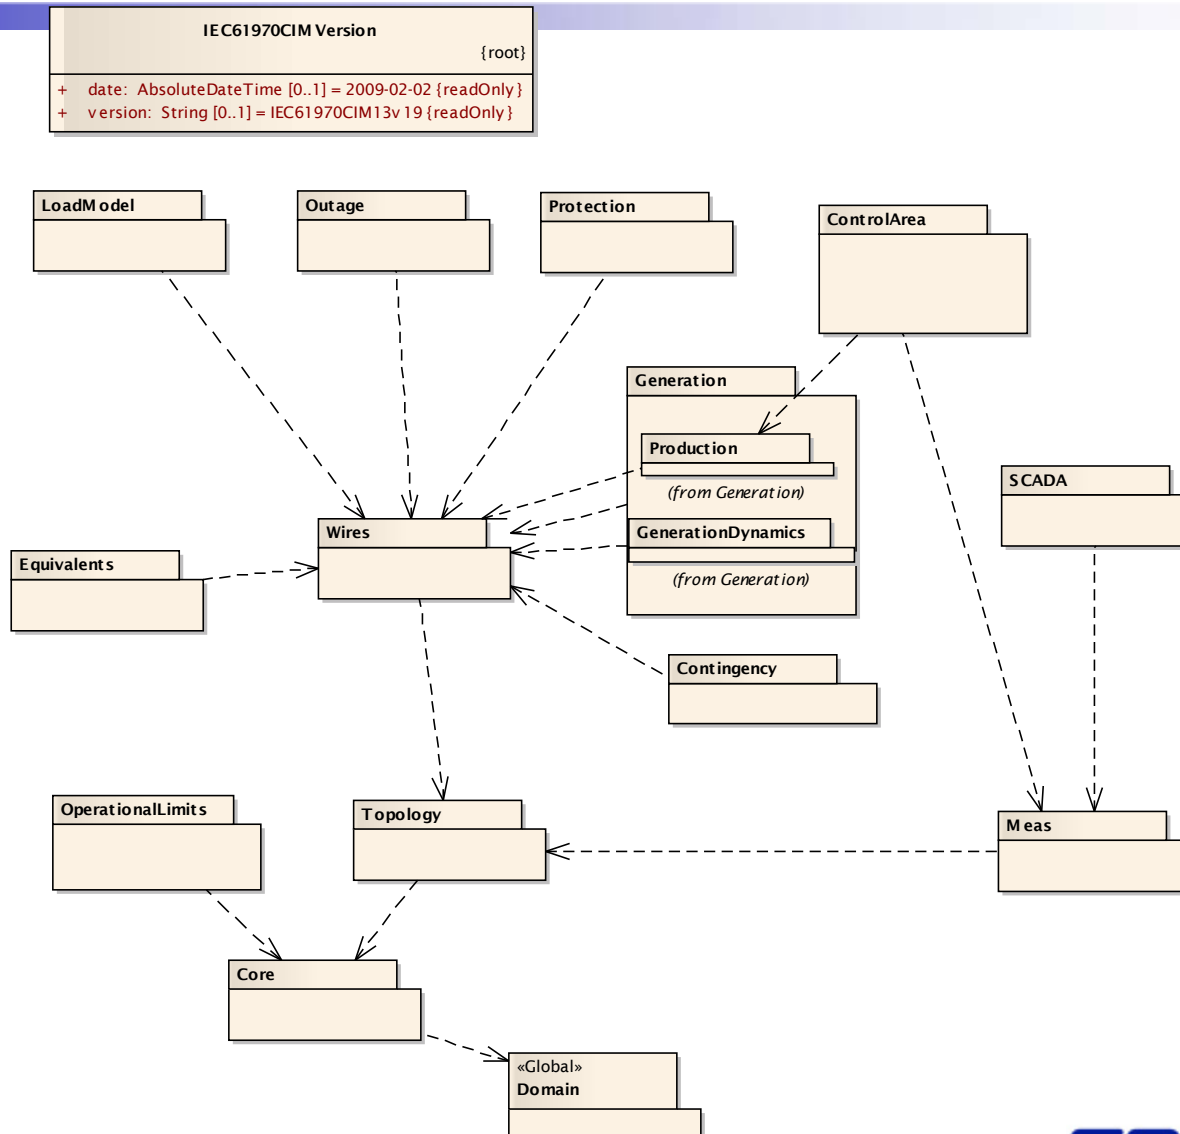 IEC61970CIM Version
{root}
+ date: AbsoluteDateTime [0..1] = 2009-02-02 {readOnly}
+ version: String [0..1] = IEC61970CIM13v19 {readOnly}
LoadModel
Outage
Protection
ControlArea
Generation
Production
(from Generation)
SCADA
Wires
GenerationDynamics
(from Generation)
Equivalents
Contingency
OperationalLimits
Topology
Meas
Core
«Global»
Domain